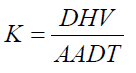 K = DHV / AADT